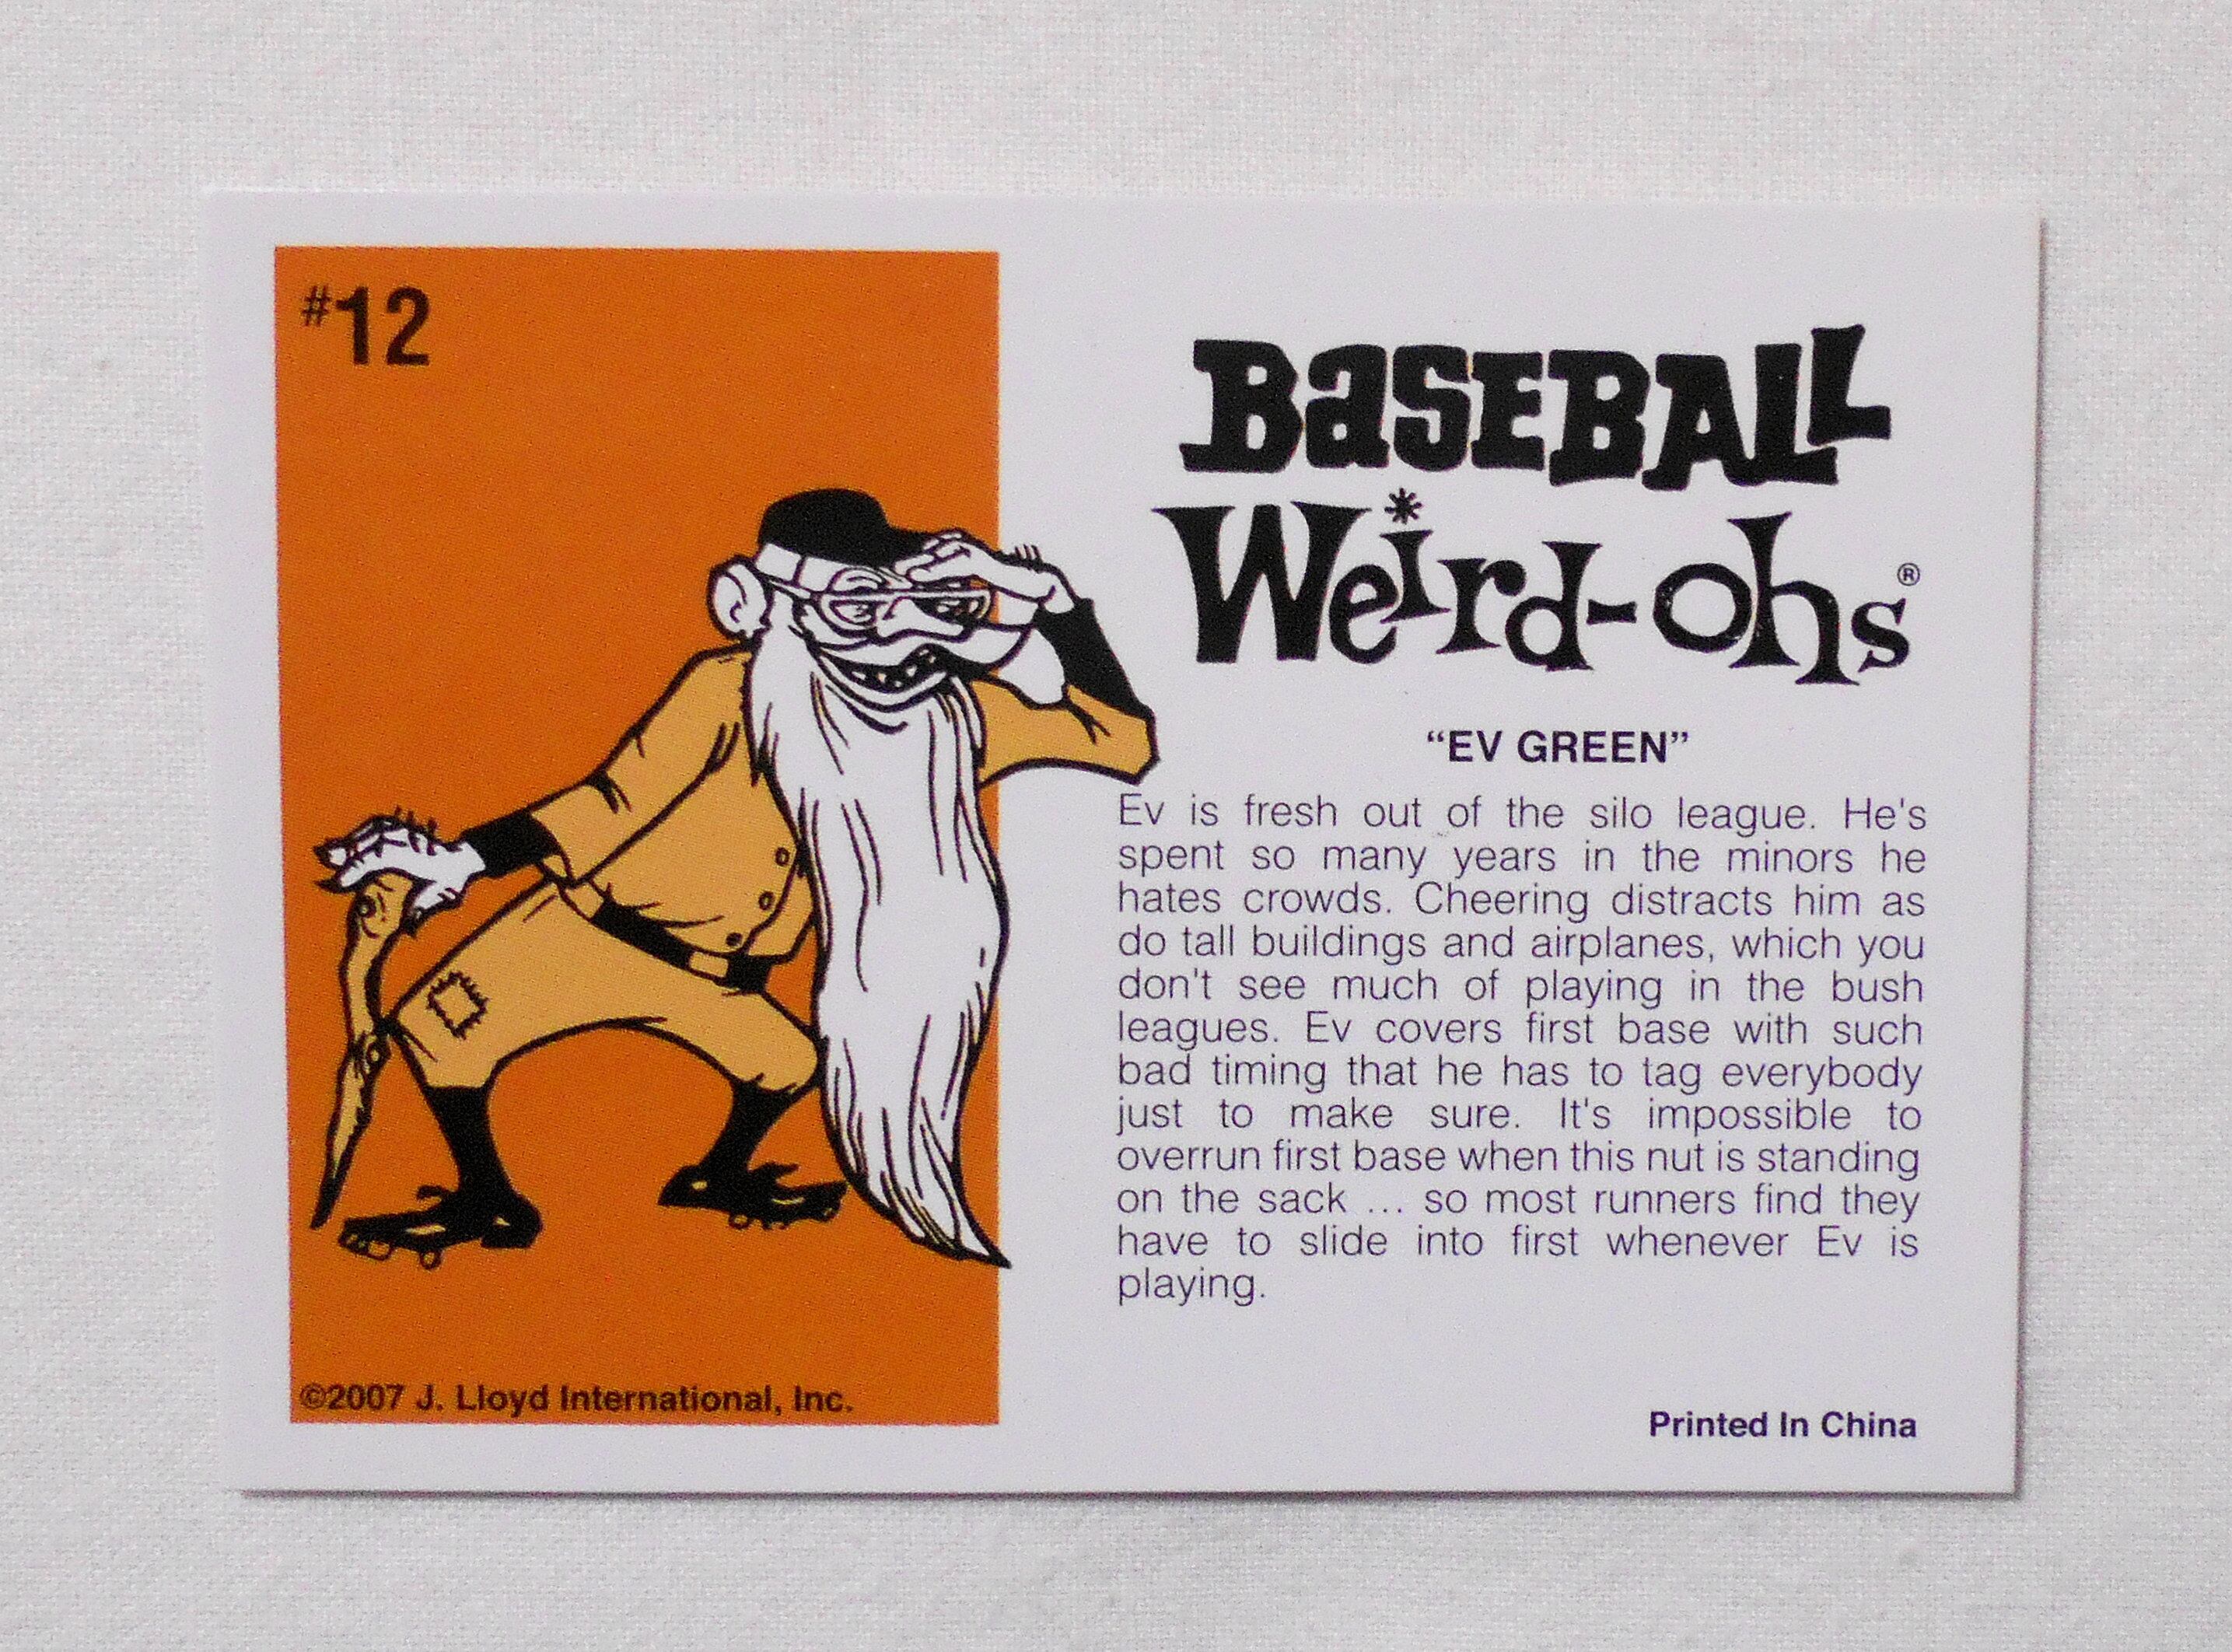 #12
BaSEBALL
Weird-ohs®
“EV GREEN”
Ev is fresh out of the silo league. He's
spent so many years in the minors he
hates crowds. Cheering distracts him as
do tall buildings and airplanes, which you
don't see much of playing in the bush
leagues. Ev covers first base with such
bad timing that he has to tag everybody
just to make sure. It's impossible to
overrun first base when this nut is standing
on the sack ... so most runners find they
have to slide into first whenever Ev is
playing.
©2007 J. Lloyd International, Inc.
Printed In China